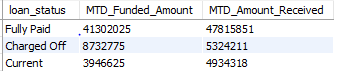 loan_status MTD_Funded_Amount MTD_Amount_Received
Fully Paid 41302025 47815851
Charged Off 8732775 5324211
Current 3946625 4934318